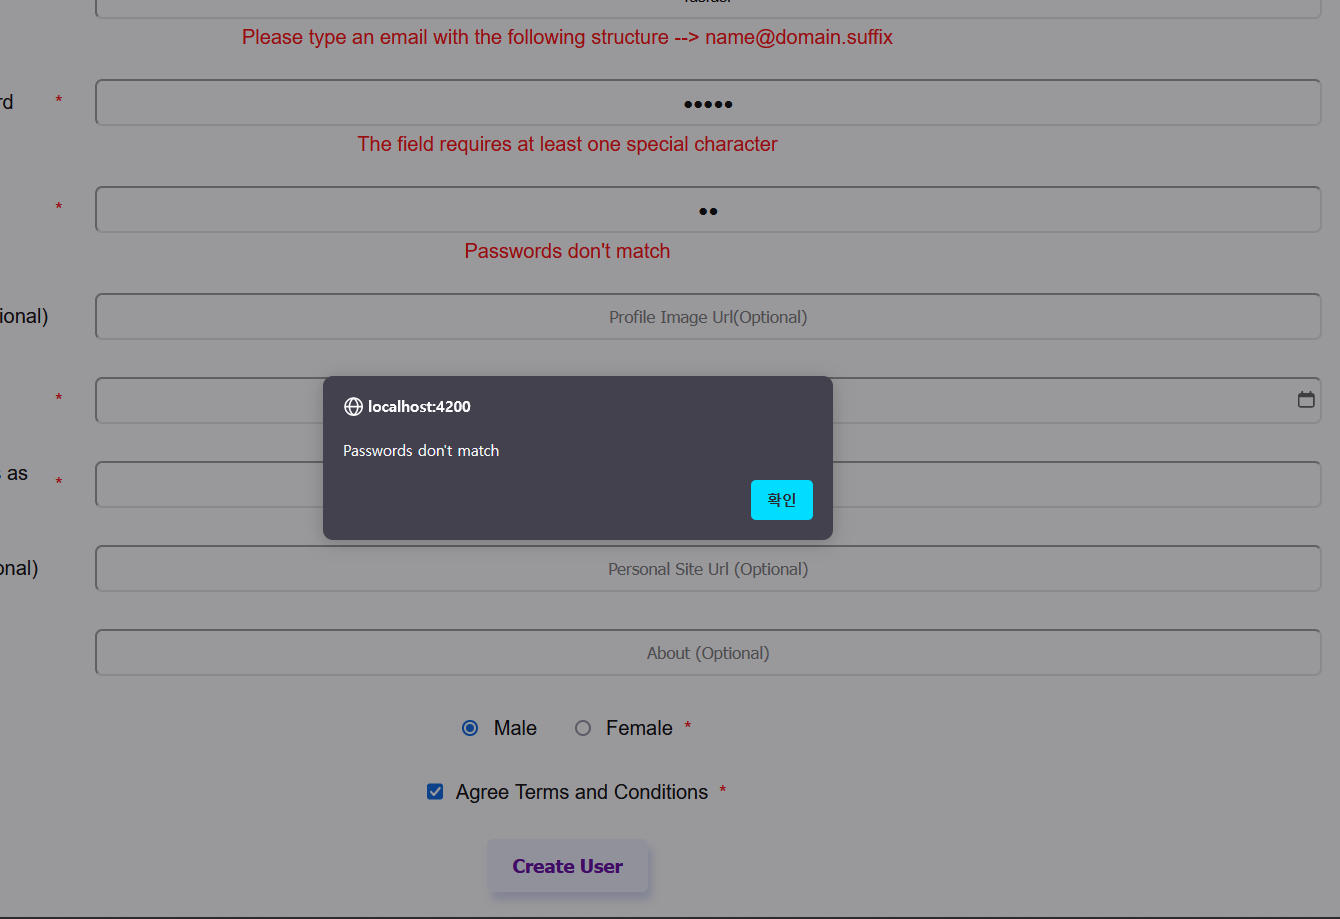 Please type an email with the following structure --> name@domain.suffix
rd *
The field requires at least one special character
*
Passwords don't match
ional)
Profile Image Url(Optional)
*
localhost:4200
Passwords don't match
확인
as
*
onal)
Personal Site Url (Optional)
About (Optional)
Male Female *
Agree Terms and Conditions *
Create User